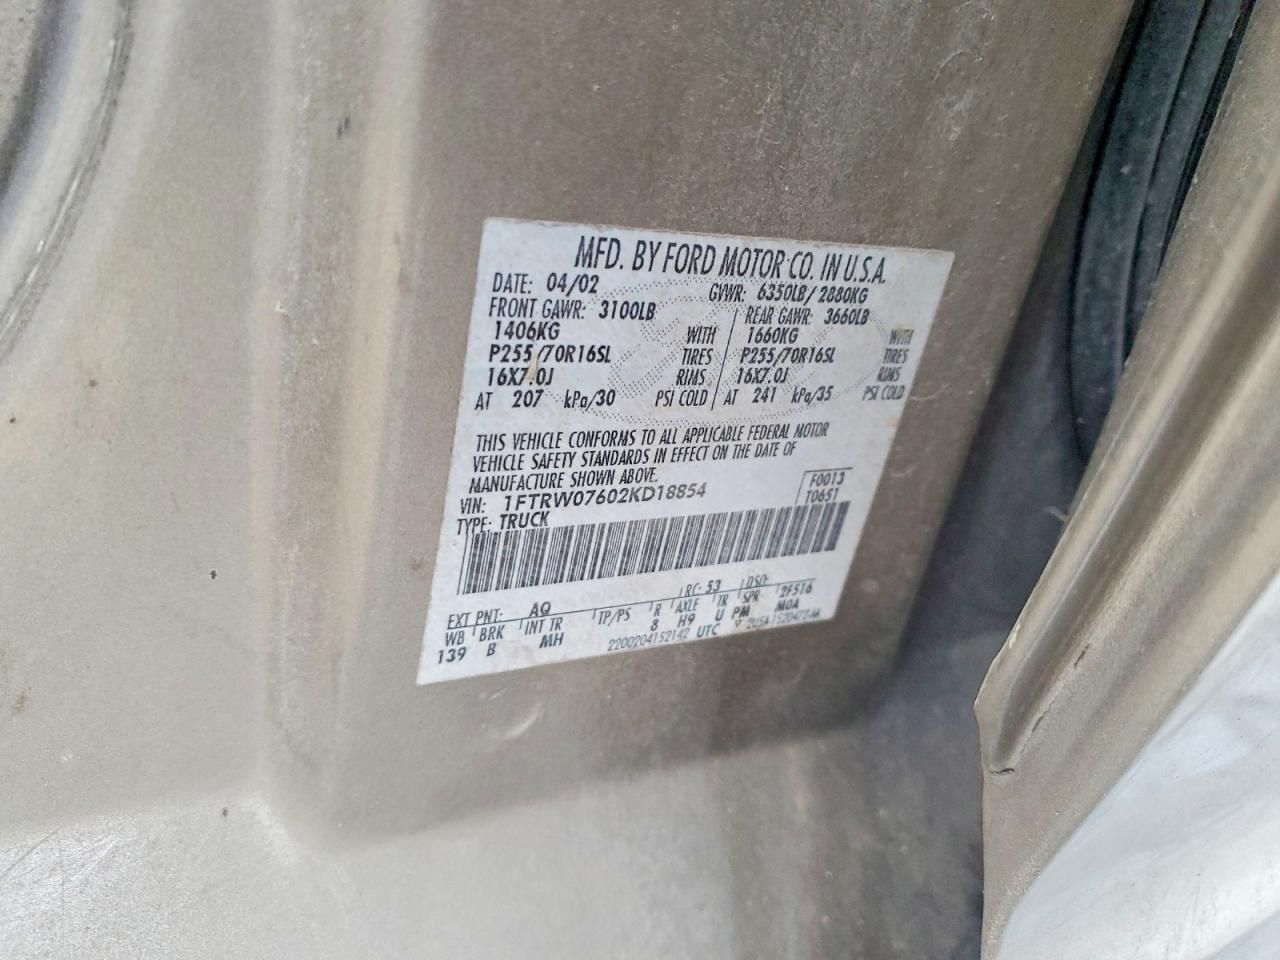 MFD. BY FORD MOTOR CO. IN U.S.A.
DATE: 04/02 GVWR: 6350LB/ 2880KG
FRONT GAWR: 3100LB REAR GAWR: 3660LB
1406KG WITH 1660KG WITH
P255/70R16SL TIRES P255/70R16SL TIRES
16X7.0J RIMS 16X7.0J RIMS
AT 207 kPa/30 PSI COLD AT 241 kPa/35 PSI COLD
THIS VEHICLE CONFORMS TO ALL APPLICABLE FEDERAL MOTOR
VEHICLE SAFETY STANDARDS IN EFFECT ON THE DATE OF
MANUFACTURE SHOWN ABOVE.
VIN: 1FTRW07602KD18854 F0013
TYPE: TRUCK T0651
EXT PNT: AQ RC: 53 DSO:
WB BRK INT TR TP/PS R AXLE TR SPR 2F516
139 B MH 8 H9 U PM M0A
2200204152142 UTC